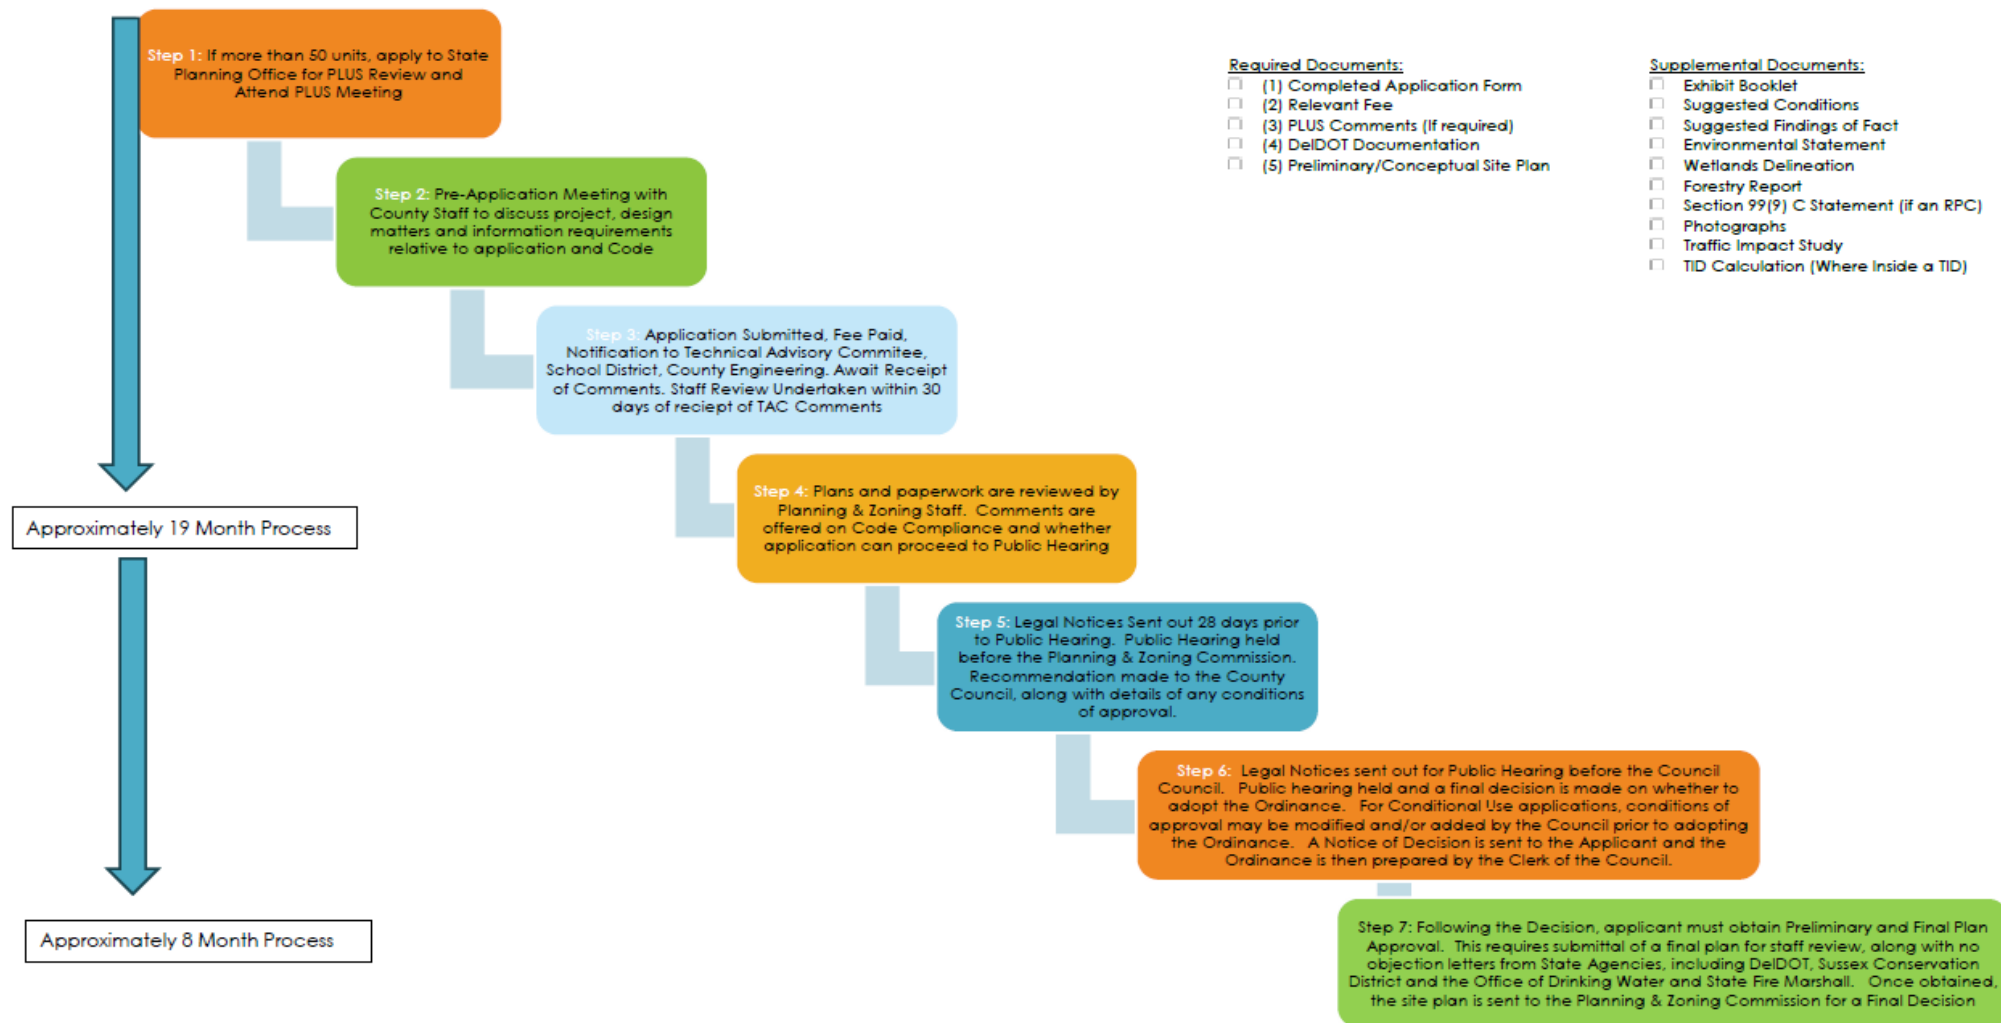 Step 1: If more than 50 units, apply to State
Planning Office for PLUS Review and
Attend PLUS Meeting
Required Documents:
(1) Completed Application Form
(2) Relevant Fee
(3) PLUS Comments (If required)
(4) DelDOT Documentation
(5) Preliminary/Conceptual Site Plan
Supplemental Documents:
Exhibit Booklet
Suggested Conditions
Suggested Findings of Fact
Environmental Statement
Wetlands Delineation
Forestry Report
Section 99(9) C Statement (if an RPC)
Photographs
Traffic Impact Study
TID Calculation (Where Inside a TID)
Step 2: Pre-Application Meeting with
County Staff to discuss project, design
matters and information requirements
relative to application and Code
Step 3: Application Submitted, Fee Paid,
Notification to Technical Advisory Commitee,
School District, County Engineering. Await Receipt
of Comments. Staff Review Undertaken within 30
days of reciept of TAC Comments
Step 4: Plans and paperwork are reviewed by
Planning & Zoning Staff. Comments are
offered on Code Compliance and whether
application can proceed to Public Hearing
Approximately 19 Month Process
Step 5: Legal Notices Sent out 28 days prior
to Public Hearing. Public Hearing held
before the Planning & Zoning Commission.
Recommendation made to the County
Council, along with details of any conditions
of approval.
Step 6: Legal Notices sent out for Public Hearing before the Council
Council. Public hearing held and a final decision is made on whether to
adopt the Ordinance. For Conditional Use applications, conditions of
approval may be modified and/or added by the Council prior to adopting
the Ordinance. A Notice of Decision is sent to the Applicant and the
Ordinance is then prepared by the Clerk of the Council.
Approximately 8 Month Process
Step 7: Following the Decision, applicant must obtain Preliminary and Final Plan
Approval. This requires submittal of a final plan for staff review, along with no
objection letters from State Agencies, including DelDOT, Sussex Conservation
District and the Office of Drinking Water and State Fire Marshall. Once obtained,
the site plan is sent to the Planning & Zoning Commission for a Final Decision